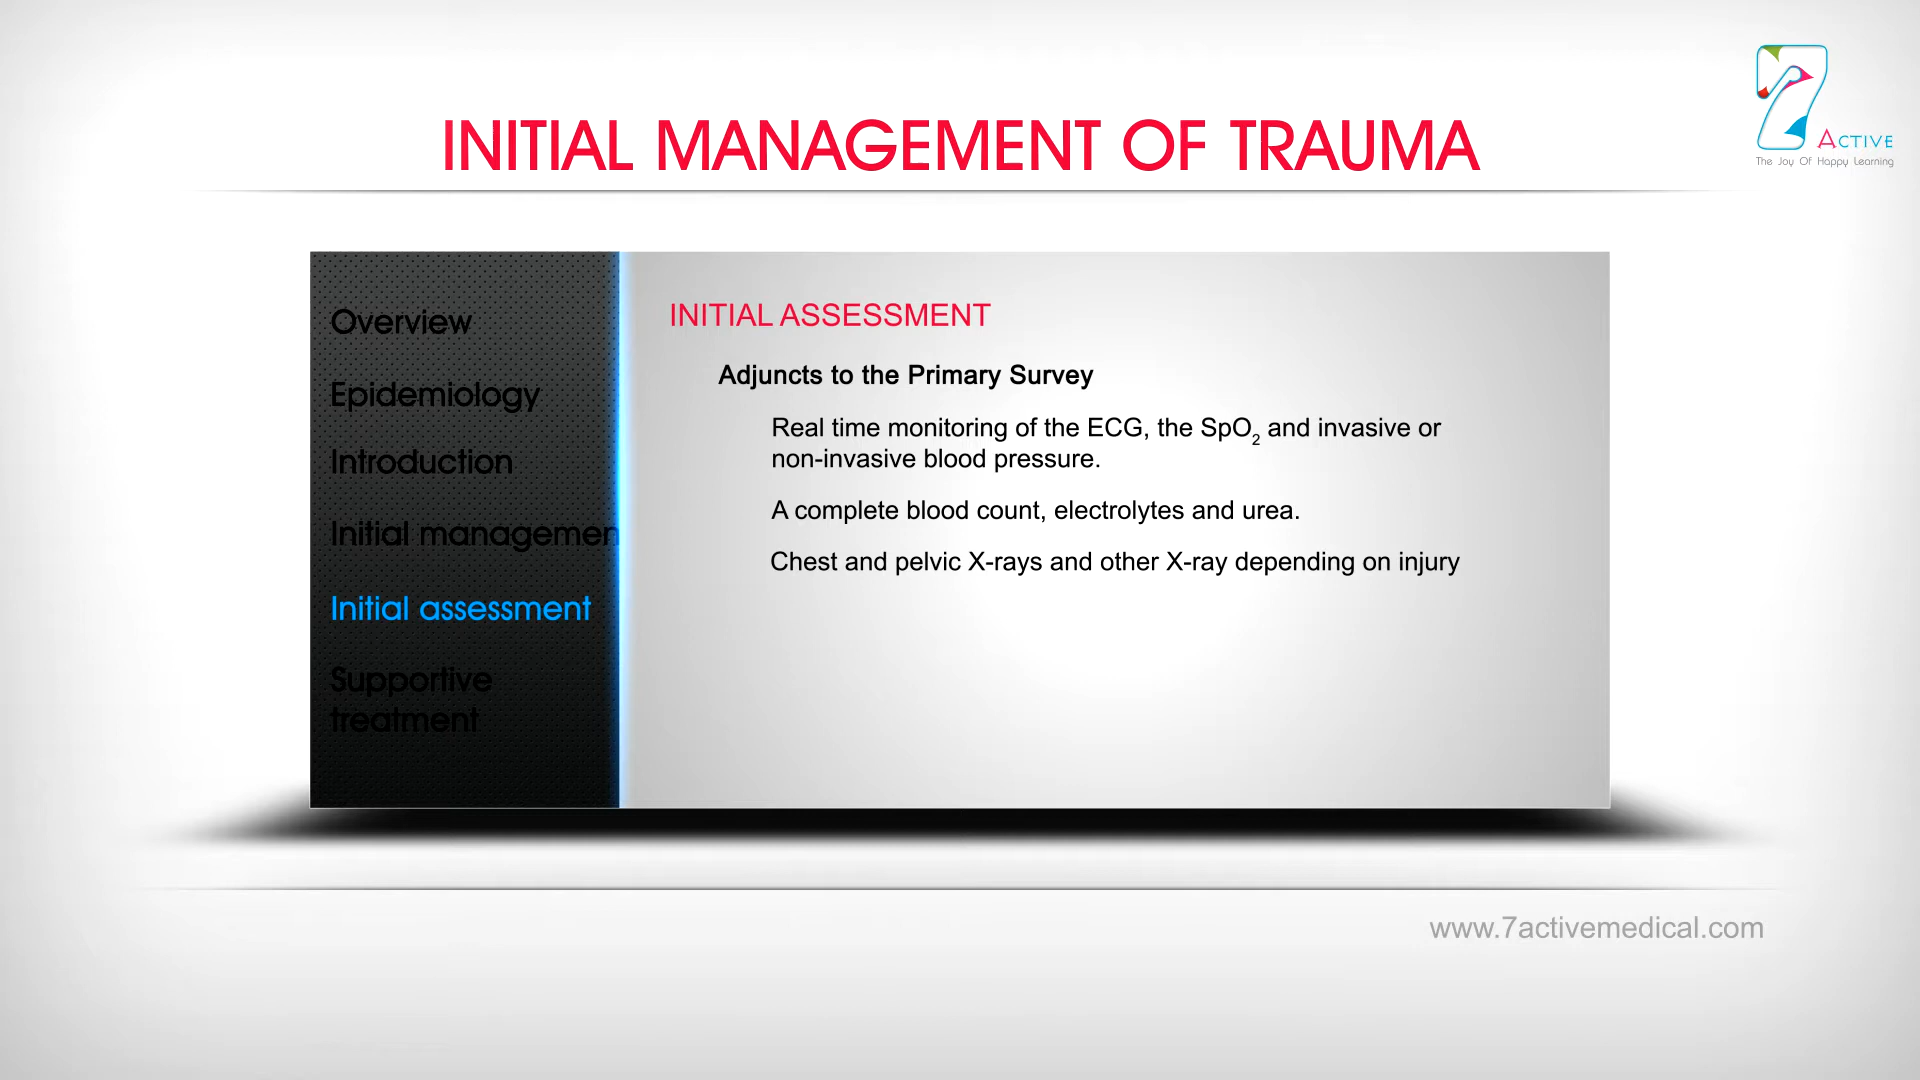 INITIAL MANAGEMENT OF TRAUMA
7
ACTIVE
The Joy Of Happy Learning
Overview
Epidemiology
Introduction
Initial managemen
Initial assessment
Supportive
treatment
INITIAL ASSESSMENT
Adjuncts to the Primary Survey
Real time monitoring of the ECG, the SpO₂ and invasive or
non-invasive blood pressure.
A complete blood count, electrolytes and urea.
Chest and pelvic X-rays and other X-ray depending on injury
www.7activemedical.com